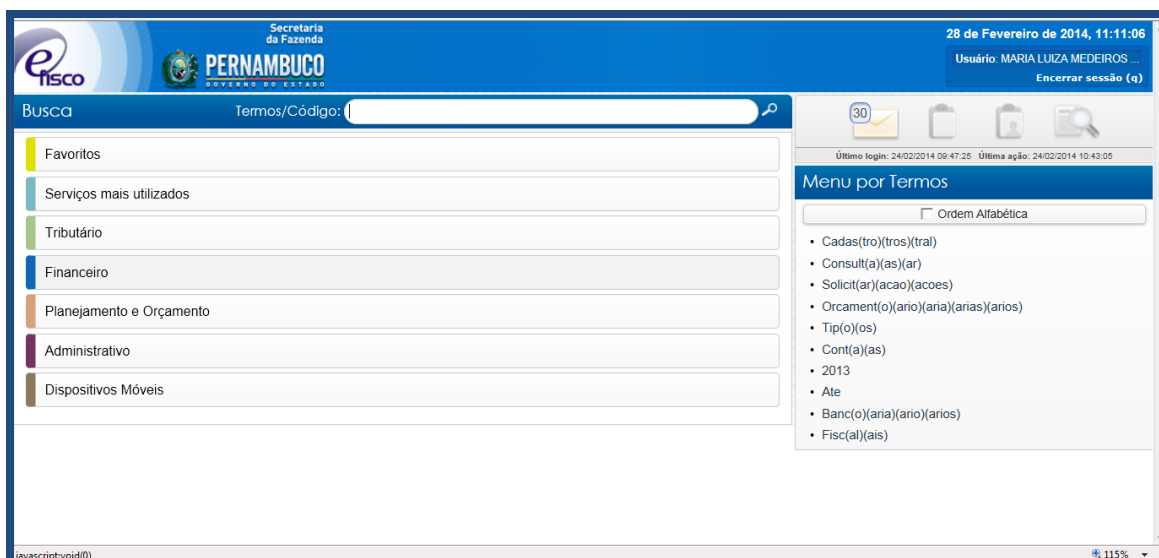 Secretaria
da Fazenda
efisco
PERNAMBUCO
GOVERNO DO ESTADO
28 de Fevereiro de 2014, 11:11:06
Usuário: MARIA LUIZA MEDEIROS ...
Encerrar sessão (q)
Busca
Termos/Código:
30
Último login: 24/02/2014 09:47:25 Última ação: 24/02/2014 10:43:05
Favoritos
Serviços mais utilizados
Tributário
Financeiro
Planejamento e Orçamento
Administrativo
Dispositivos Móveis
Menu por Termos
Ordem Alfabética
• Cadas(tro)(tros)(tral)
• Consult(a)(as)(ar)
• Solicit(ar)(acao)(acoes)
• Orcament(o)(ario)(aria)(arias)(arios)
• Tip(o)(os)
• Cont(a)(as)
• 2013
• Ate
• Banc(o)(aria)(ario)(arios)
• Fisc(al)(ais)
javascript:void(0)
115%